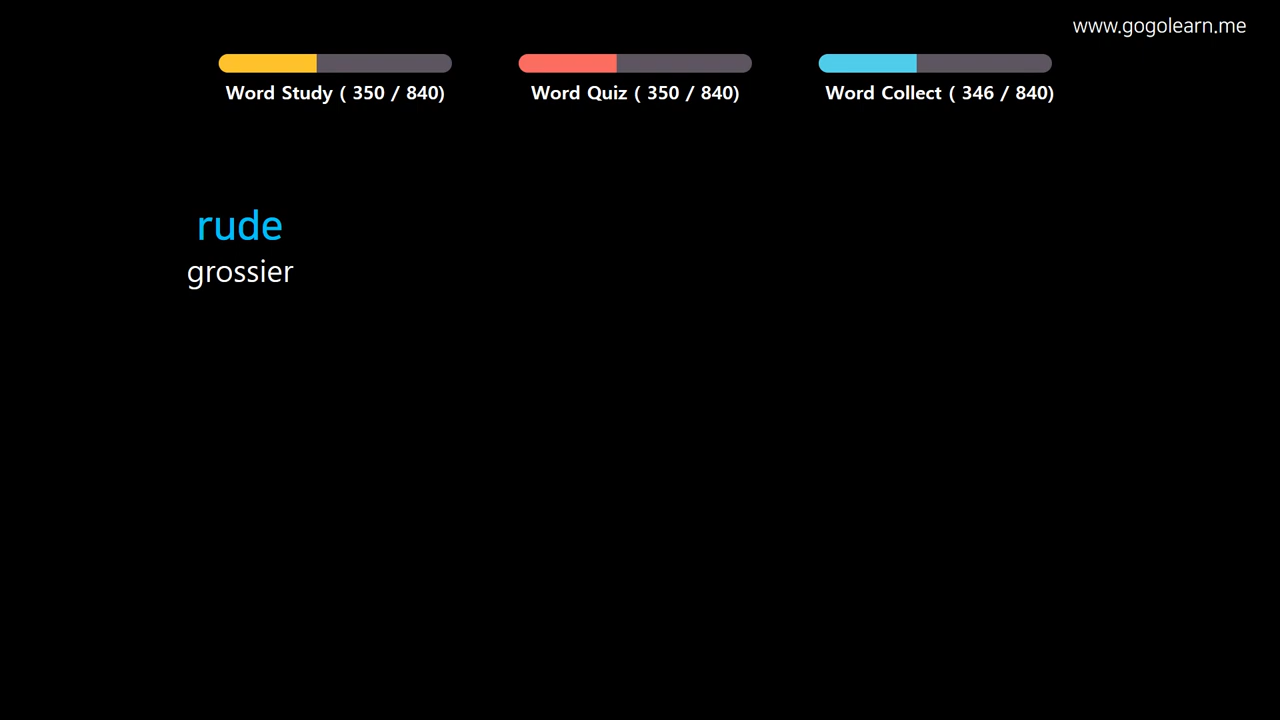 www.gogolearn.me
Word Study ( 350 / 840)
Word Quiz ( 350 / 840)
Word Collect ( 346 / 840)
rude
grossier